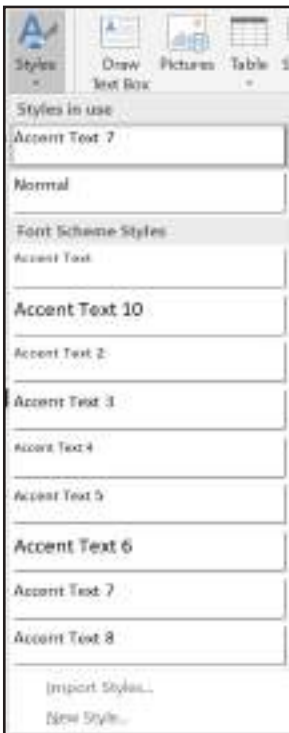 Styles
Draw
Text Box
Pictures
Table
Styles in use
Accent Text 7
Normal
Font Scheme Styles
Accent Text
Accent Text 10
Accent Text 2
Accent Text 3
Accent Text 4
Accent Text 5
Accent Text 6
Accent Text 7
Accent Text 8
Import Styles...
New Style...